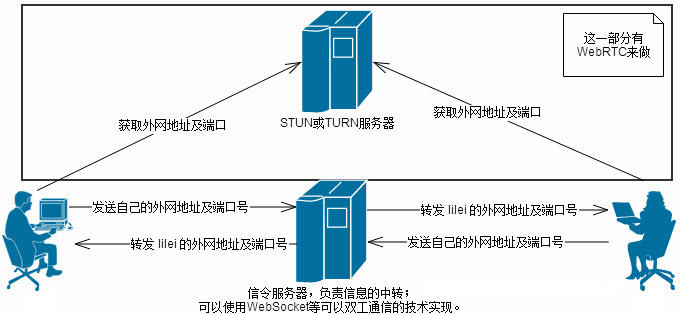 这一部分有
WebRTC来做
STUN或TURN服务器
获取外网地址及端口
获取外网地址及端口
发送自己的外网地址及端口号
转发 lilei 的外网地址及端口号
转发 lilei 的外网地址及端口号
发送自己的外网地址及端口号
信令服务器，负责信息的中转；
可以使用WebSocket等可以双工通信的技术实现。